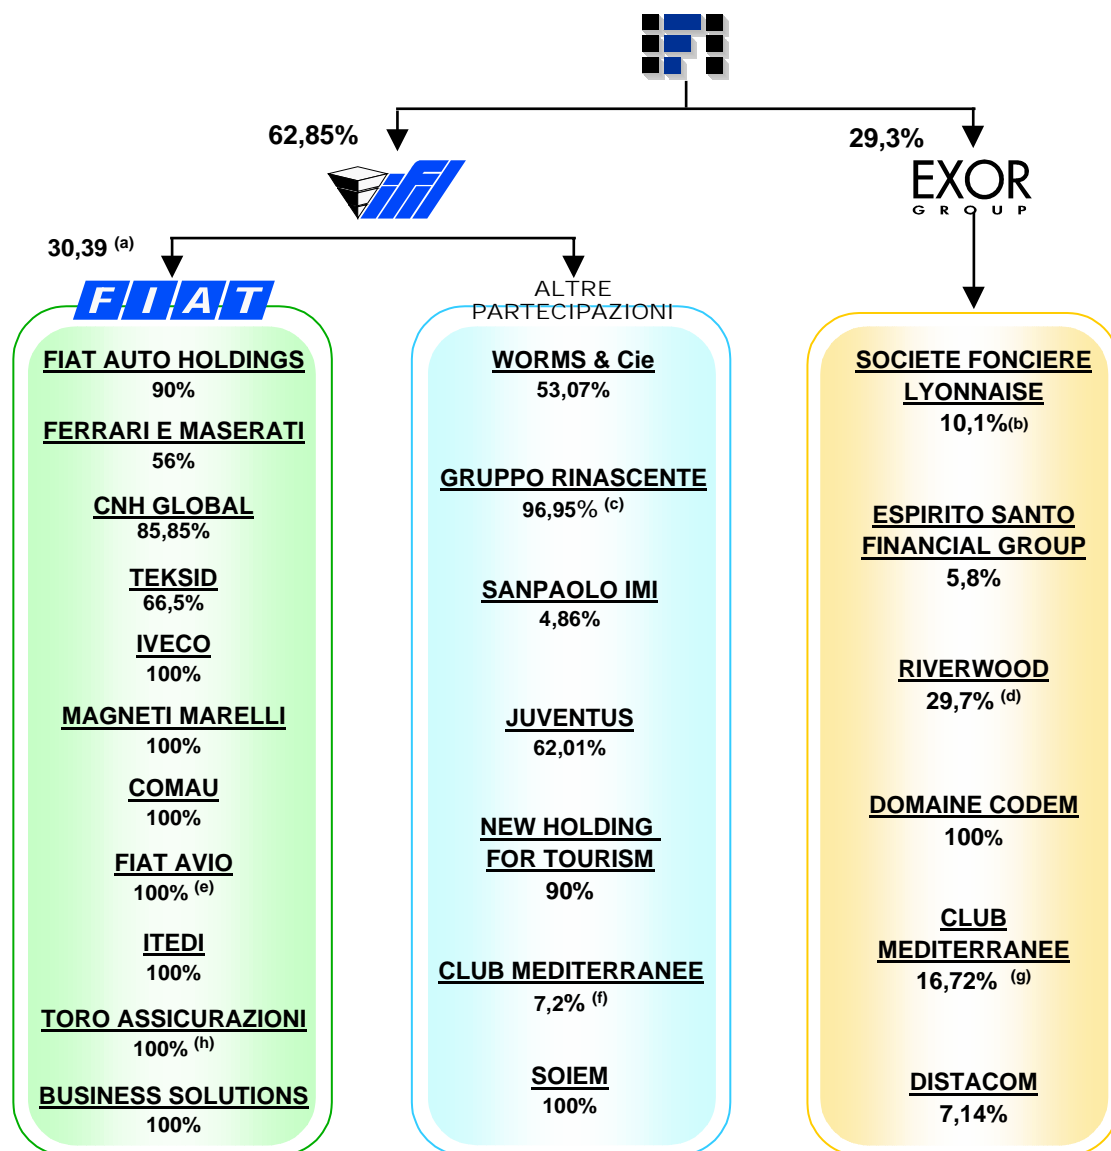 IFI
62,85%
29,3%
ifil
EXOR
GROUP
30,39 (a)
FIAT
FIAT AUTO HOLDINGS
90%
FERRARI E MASERATI
56%
CNH GLOBAL
85,85%
TEKSID
66,5%
IVECO
100%
MAGNETI MARELLI
100%
COMAU
100%
FIAT AVIO
100% (e)
ITEDI
100%
TORO ASSICURAZIONI
100% (h)
BUSINESS SOLUTIONS
100%
ALTRE
PARTECIPAZIONI
WORMS & Cie
53,07%
GRUPPO RINASCENTE
96,95% (c)
SANPAOLO IMI
4,86%
JUVENTUS
62,01%
NEW HOLDING
FOR TOURISM
90%
CLUB MEDITERRANEE
7,2% (f)
SOIEM
100%
SOCIETE FONCIERE
LYONNAISE
10,1%(b)
ESPIRITO SANTO
FINANCIAL GROUP
5,8%
RIVERWOOD
29,7% (d)
DOMAINE CODEM
100%
CLUB
MEDITERRANEE
16,72% (g)
DISTACOM
7,14%